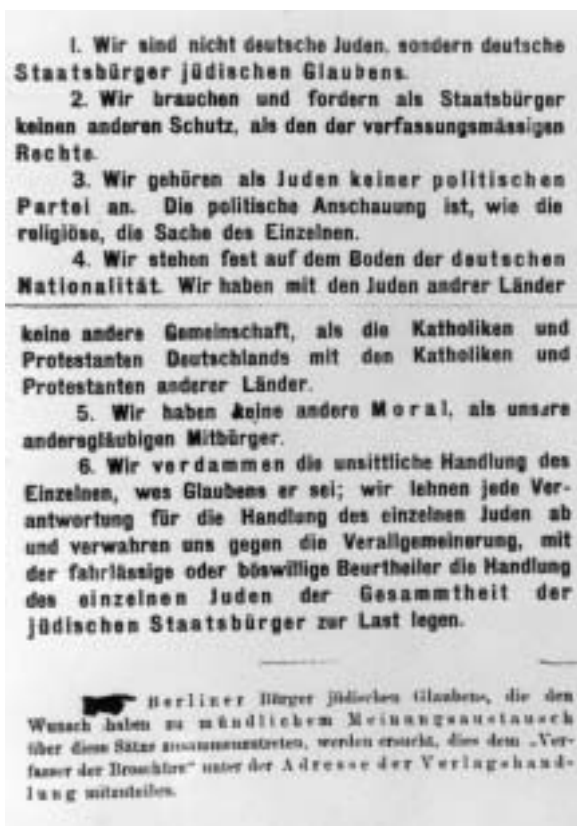 1. Wir sind nicht deutsche Juden, sondern deutsche
Staatsbürger jüdischen Glaubens.
2. Wir brauchen und fordern als Staatsbürger
keinen anderen Schutz, als den der verfassungsmässigen
Rechte.
3. Wir gehören als Juden keiner politischen
Partei an. Die politische Anschauung ist, wie die
religiöse, die Sache des Einzelnen.
4. Wir stehen fest auf dem Boden der deutschen
Nationalität. Wir haben mit den Juden andrer Länder
keine andere Gemeinschaft, als die Katholiken und
Protestanten Deutschlands mit den Katholiken und
Protestanten anderer Länder.
5. Wir haben keine andere Moral, als unsere
andersgläubigen Mitbürger.
6. Wir verdammen die unsittliche Handlung des
Einzelnen, wes Glaubens er sei; wir lehnen jede Ver-
antwortung für die Handlung des einzelnen Juden ab
und verwahren uns gegen die Verallgemeinerung, mit
der fahrlässige oder böswillige Beurtheiler die Handlung
des einzelnen Juden der Gesammtheit der
jüdischen Staatsbürger zur Last legen.
Berliner Bürger jüdischen Glaubens, die den
Wunsch haben zu mündlichem Meinungsaustausch
über diese Sätze zusammenzutreten, werden ersucht, dies dem „Ver-
fasser der Broschüre“ unter der Adresse der Verlagshand-
lung mitzuteilen.